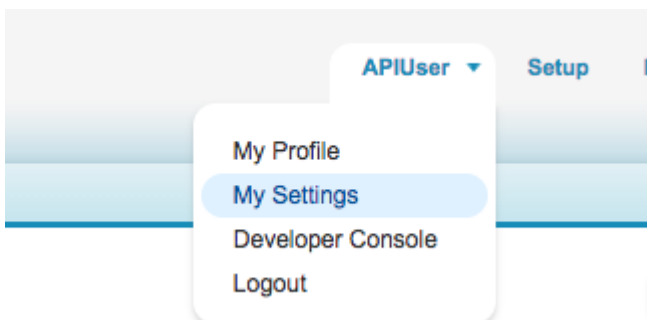 APIUser Setup
My Profile
My Settings
Developer Console
Logout